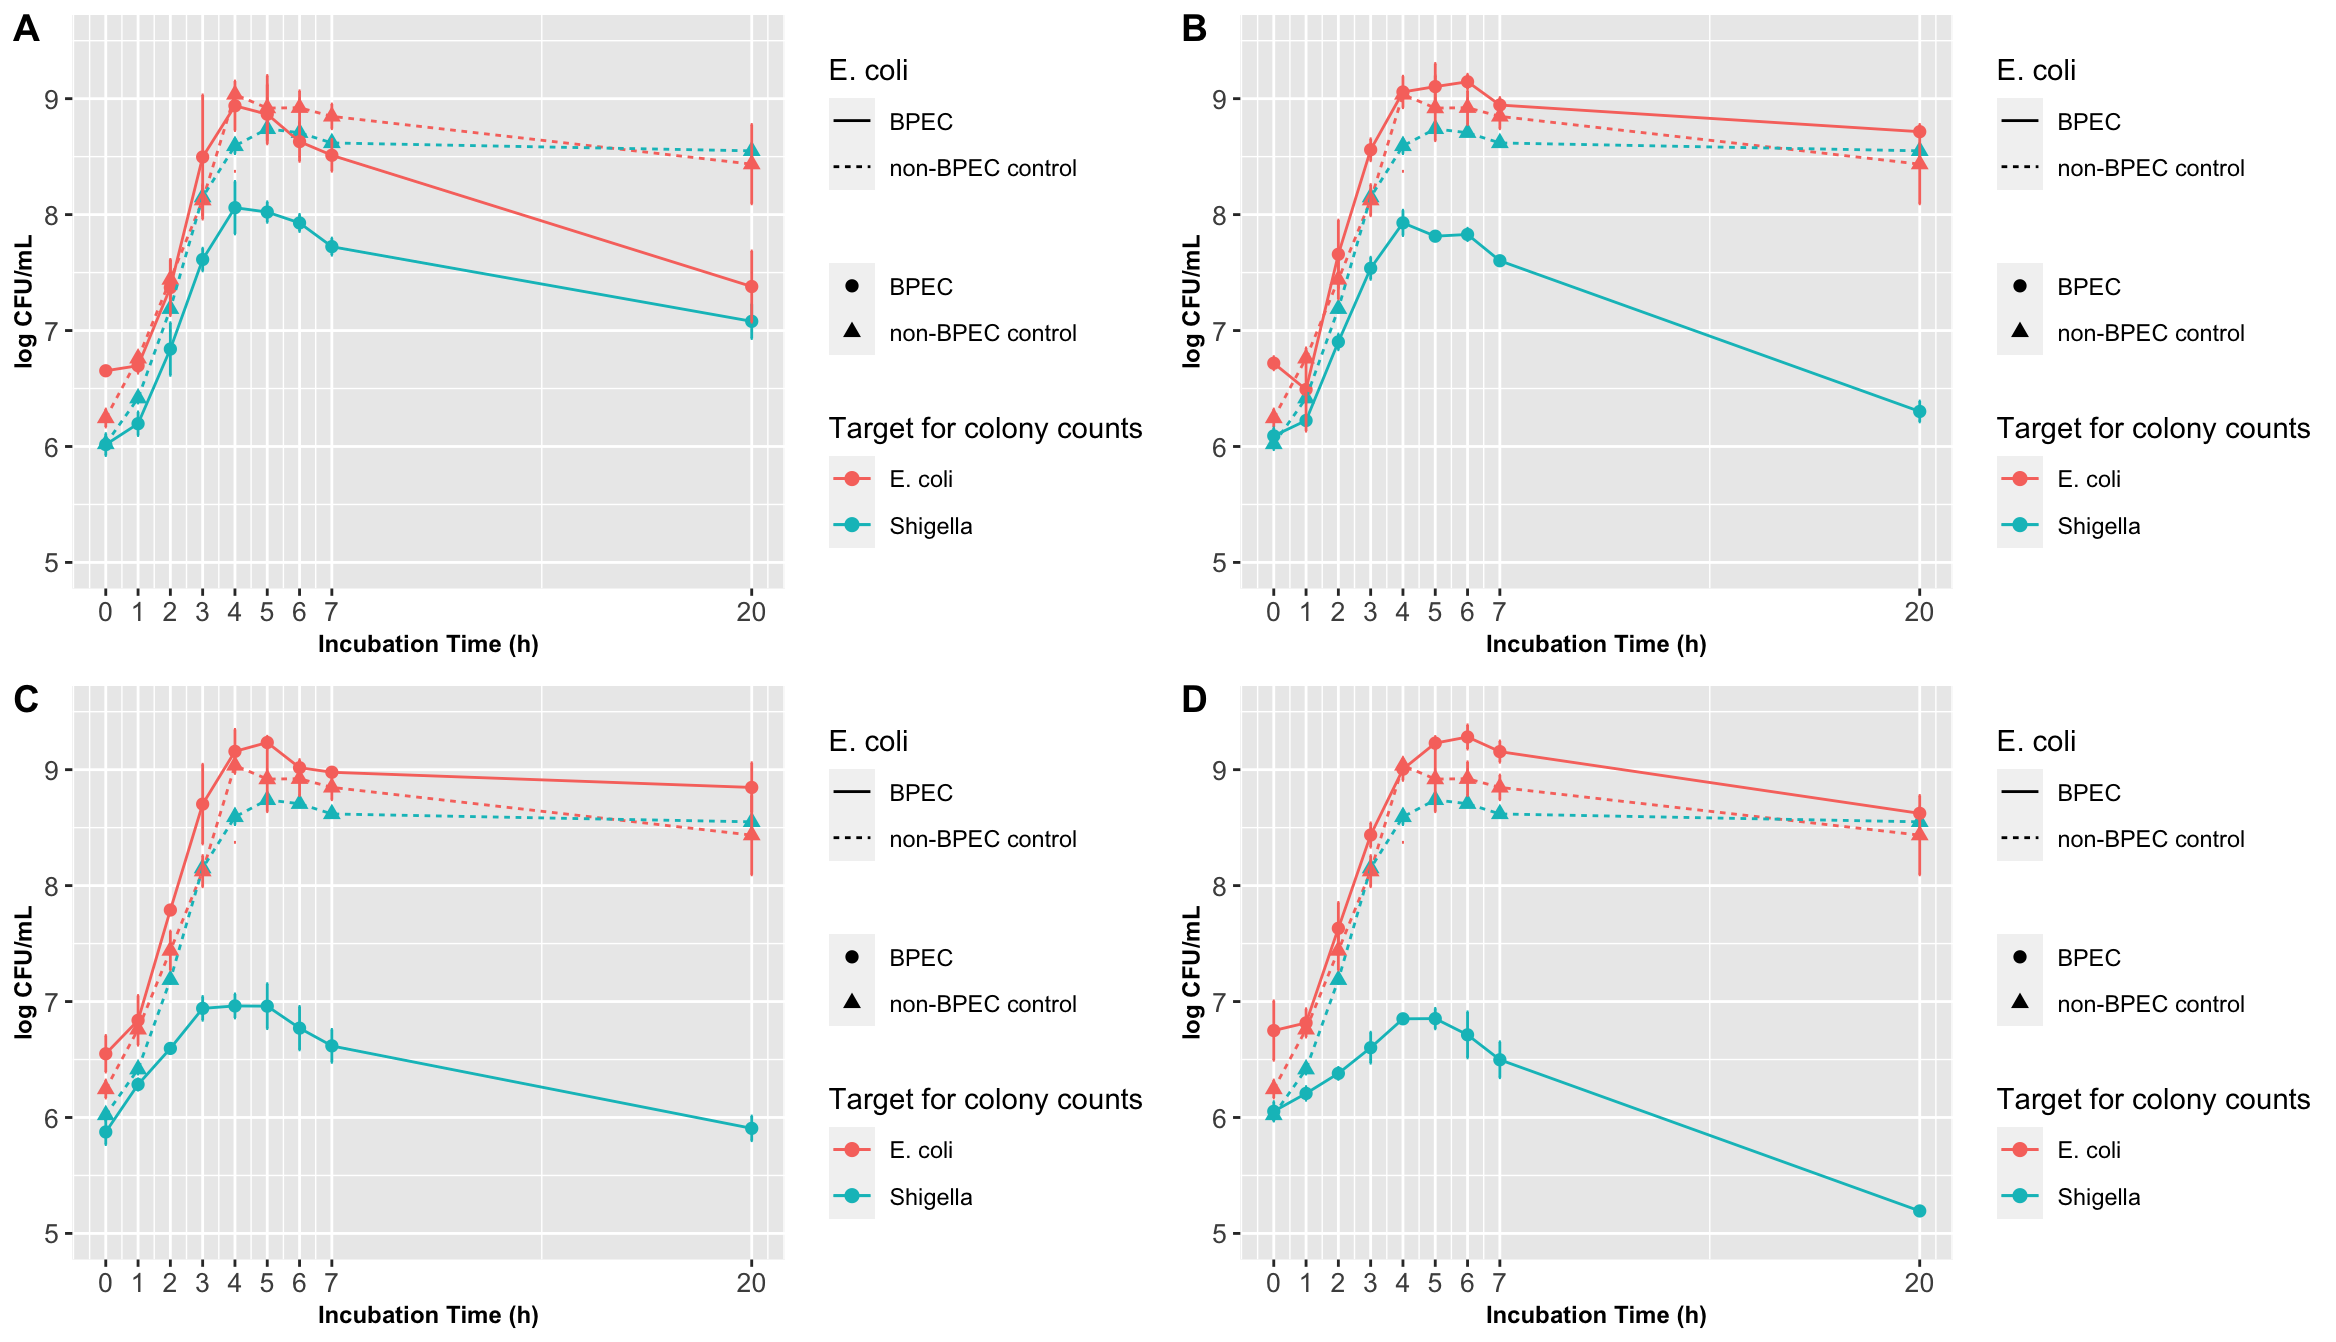 A
log CFU/mL
9
8
7
6
5
0 1 2 3 4 5 6 7 20
Incubation Time (h)
E. coli
BPEC
non-BPEC control
BPEC
non-BPEC control
Target for colony counts
E. coli
Shigella
B
log CFU/mL
9
8
7
6
5
0 1 2 3 4 5 6 7 20
Incubation Time (h)
E. coli
BPEC
non-BPEC control
BPEC
non-BPEC control
Target for colony counts
E. coli
Shigella
C
log CFU/mL
9
8
7
6
5
0 1 2 3 4 5 6 7 20
Incubation Time (h)
E. coli
BPEC
non-BPEC control
BPEC
non-BPEC control
Target for colony counts
E. coli
Shigella
D
log CFU/mL
9
8
7
6
5
0 1 2 3 4 5 6 7 20
Incubation Time (h)
E. coli
BPEC
non-BPEC control
BPEC
non-BPEC control
Target for colony counts
E. coli
Shigella